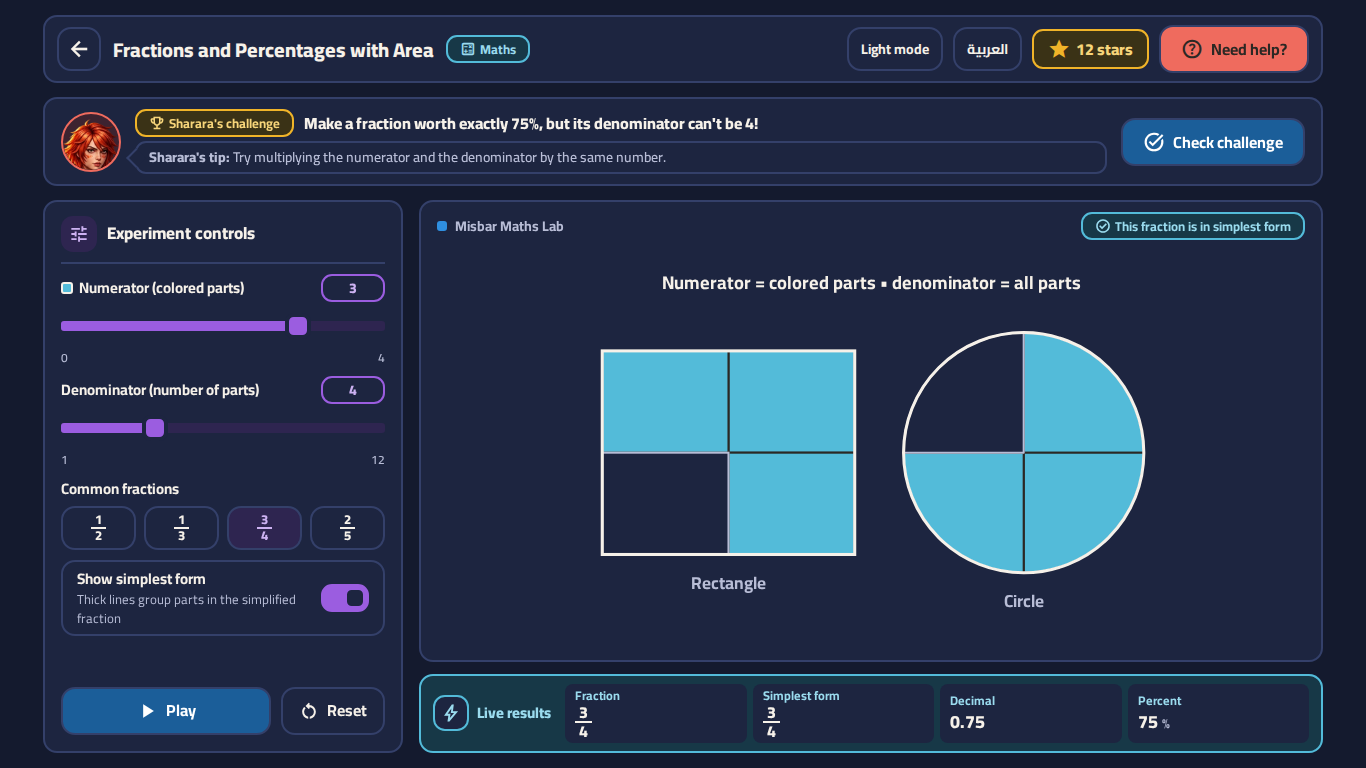 Fractions and Percentages with Area
Maths
Light mode
العربية
12 stars
Need help?
Sharara's challenge
Make a fraction worth exactly 75%, but its denominator can't be 4!
Sharara's tip: Try multiplying the numerator and the denominator by the same number.
Check challenge
Experiment controls
Numerator (colored parts)
3
0
4
Denominator (number of parts)
4
1
12
Common fractions
1/2
1/3
3/4
2/5
Show simplest form
Thick lines group parts in the simplified
fraction
Play
Reset
Misbar Maths Lab
This fraction is in simplest form
Numerator = colored parts ▪ denominator = all parts
Rectangle
Circle
Live results
Fraction
3/4
Simplest form
3/4
Decimal
0.75
Percent
75 %